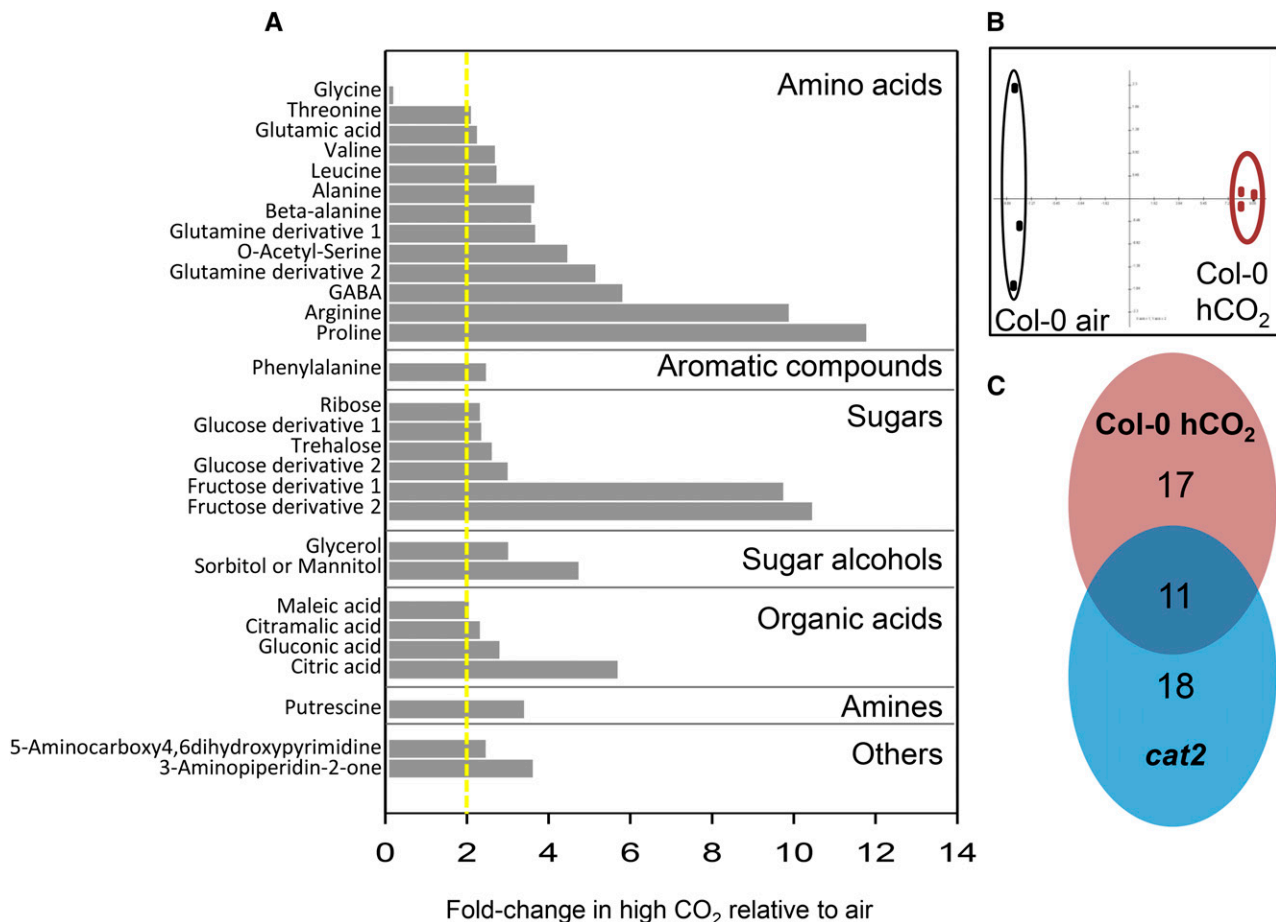 A
Amino acids
Glycine
Threonine
Glutamic acid
Valine
Leucine
Alanine
Beta-alanine
Glutamine derivative 1
O-Acetyl-Serine
Glutamine derivative 2
GABA
Arginine
Proline
Aromatic compounds
Phenylalanine
Sugars
Ribose
Glucose derivative 1
Trehalose
Glucose derivative 2
Fructose derivative 1
Fructose derivative 2
Sugar alcohols
Glycerol
Sorbitol or Mannitol
Organic acids
Maleic acid
Citramalic acid
Gluconic acid
Citric acid
Amines
Putrescine
Others
5-Aminocarboxy4,6dihydroxypyrimidine
3-Aminopiperidin-2-one
0 2 4 6 8 10 12 14
Fold-change in high CO₂ relative to air
B
Col-0 air
Col-0
hCO₂
C
Col-0 hCO₂
17
11
18
cat2